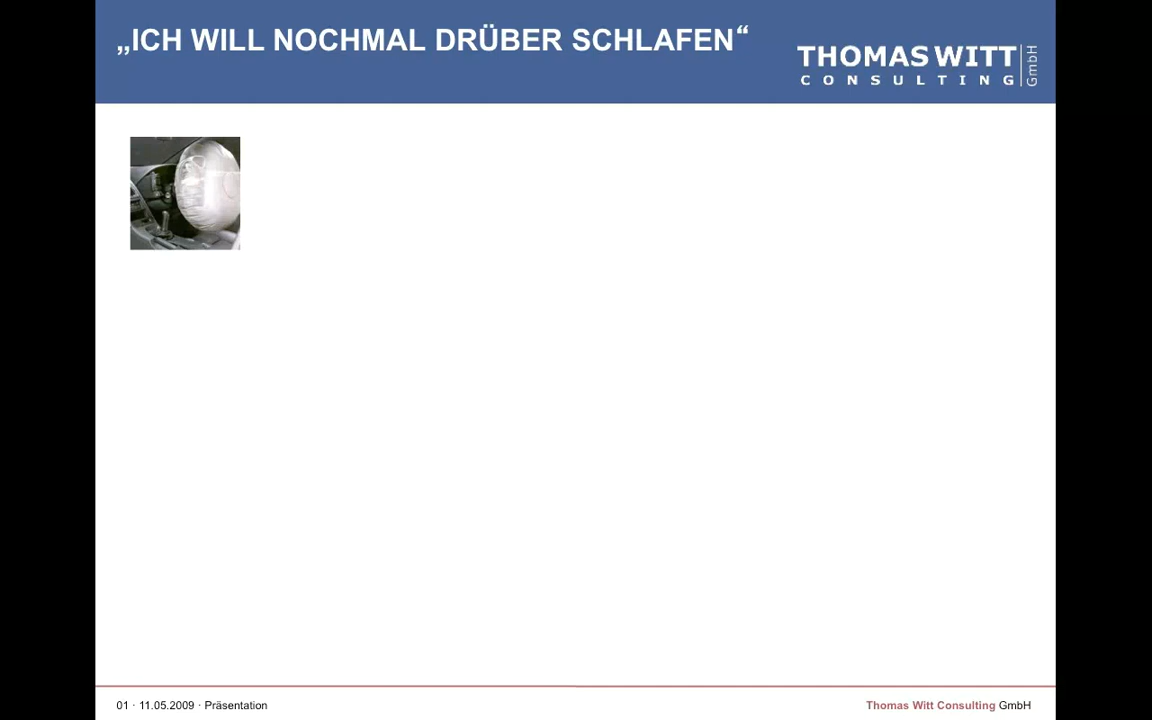 „ICH WILL NOCHMAL DRÜBER SCHLAFEN“
THOMAS WITT
CONSULTING
GmbH
01 · 11.05.2009 · Präsentation
Thomas Witt Consulting GmbH